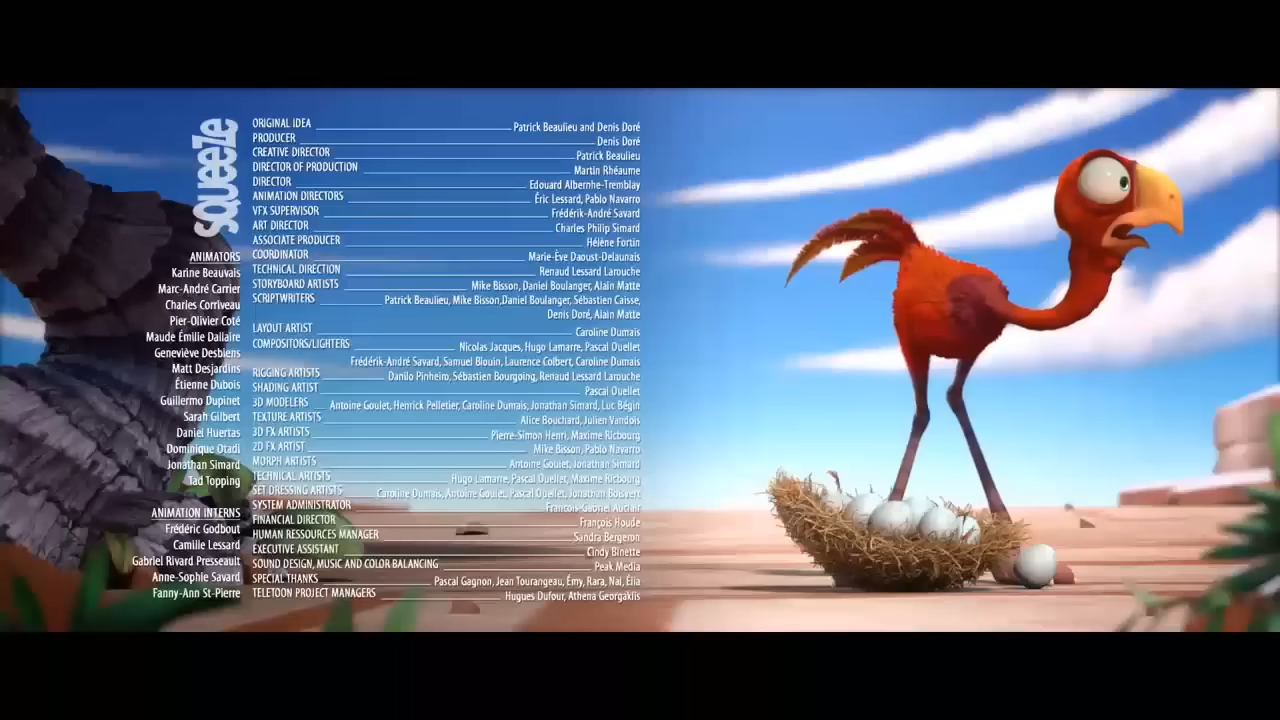 squeeze
ANIMATORS
Karine Beauvais
Marc-André Carrier
Charles Corriveau
Pier-Olivier Coté
Maude Émilie Dallaire
Geneviève Desbiens
Matt Desjardins
Étienne Dubois
Guillermo Dupinet
Sarah Gilbert
Daniel Huertas
Dominique Otadi
Jonathan Simard
Tad Topping
ANIMATION INTERNS
Frédéric Godbout
Camille Lessard
Gabriel Rivard Presseault
Anne-Sophie Savard
Fanny-Ann St-Pierre
ORIGINAL IDEA Patrick Beaulieu and Denis Doré
PRODUCER Denis Doré
CREATIVE DIRECTOR Patrick Beaulieu
DIRECTOR OF PRODUCTION Martin Rhéaume
DIRECTOR Edouard Albernhe-Tremblay
ANIMATION DIRECTORS Éric Lessard, Pablo Navarro
VFX SUPERVISOR Frédérik-André Savard
ART DIRECTOR Charles Philip Simard
ASSOCIATE PRODUCER Hélène Fortin
COORDINATOR Marie-Ève Daoust-Delaunais
TECHNICAL DIRECTION Renaud Lessard Larouche
STORYBOARD ARTISTS Mike Bisson, Daniel Boulanger, Alain Matte
SCRIPTWRITERS Patrick Beaulieu, Mike Bisson,Daniel Boulanger, Sébastien Caisse,
Denis Doré, Alain Matte
LAYOUT ARTIST Caroline Dumais
COMPOSITORS/LIGHTERS Nicolas Jacques, Hugo Lamarre, Pascal Ouellet
Frédérik-André Savard, Samuel Blouin, Laurence Colbert, Caroline Dumais
RIGGING ARTISTS Danilo Pinheiro, Sébastien Bourgoing, Renaud Lessard Larouche
SHADING ARTIST Pascal Ouellet
3D MODELERS Antoine Goulet, Henrick Pelletier, Caroline Dumais, Jonathan Simard, Luc Bégin
TEXTURE ARTISTS Alice Bouchard, Julien Vandois
3D FX ARTISTS Pierre-Simon Henri, Maxime Ricbourg
2D FX ARTIST Mike Bisson, Pablo Navarro
MORPH ARTISTS Antoine Goulet, Jonathan Simard
TECHNICAL ARTISTS Hugo Lamarre, Pascal Ouellet, Maxime Ricbourg
SET DRESSING ARTISTS Caroline Dumais, Antoine Goulet, Pascal Ouellet, Jonathan Boisvert
SYSTEM ADMINISTRATOR François-Gabriel Auclair
FINANCIAL DIRECTOR François Houde
HUMAN RESSOURCES MANAGER Sandra Bergeron
EXECUTIVE ASSISTANT Cindy Binette
SOUND DESIGN, MUSIC AND COLOR BALANCING Peak Media
SPECIAL THANKS Pascal Gagnon, Jean Tourangeau, Émy, Rara, Naï, Élia
TELETOON PROJECT MANAGERS Hugues Dufour, Athena Georgaklis